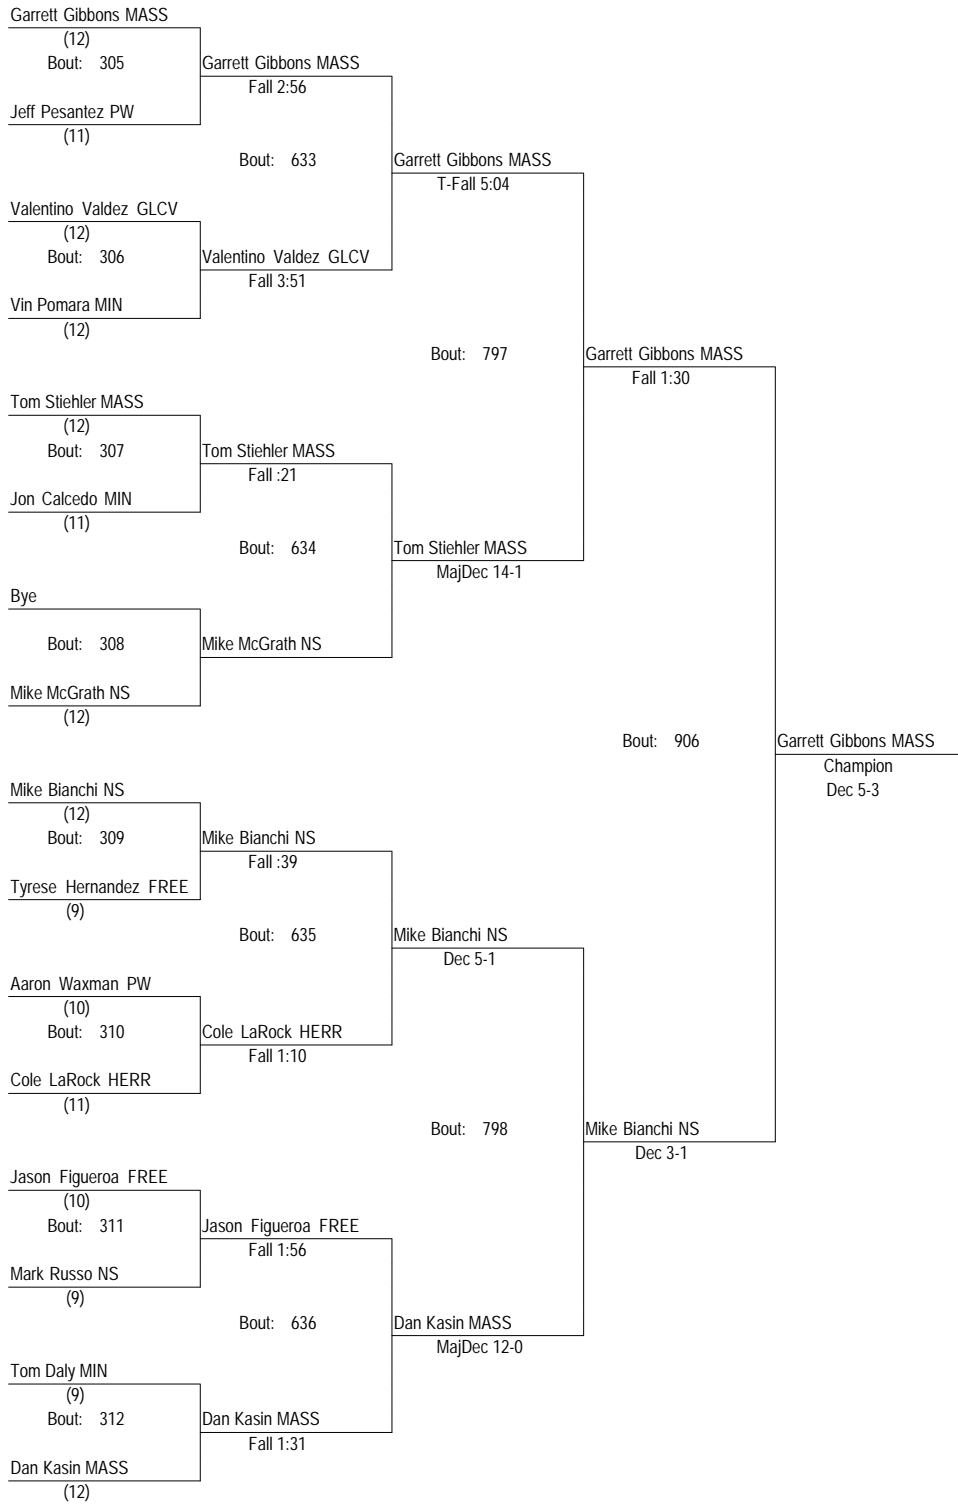 Garrett Gibbons MASS
(12)
Bout: 305
Garrett Gibbons MASS
Fall 2:56
Jeff Pesantez PW
(11)
Bout: 633
Garrett Gibbons MASS
T-Fall 5:04
Valentino Valdez GLCV
(12)
Bout: 306
Valentino Valdez GLCV
Fall 3:51
Vin Pomara MIN
(12)
Bout: 797
Garrett Gibbons MASS
Fall 1:30
Tom Stiehler MASS
(12)
Bout: 307
Tom Stiehler MASS
Fall :21
Jon Calcedo MIN
(11)
Bout: 634
Tom Stiehler MASS
MajDec 14-1
Bye
Bout: 308
Mike McGrath NS
Mike McGrath NS
(12)
Bout: 906
Garrett Gibbons MASS
Champion
Dec 5-3
Mike Bianchi NS
(12)
Bout: 309
Mike Bianchi NS
Fall :39
Tyrese Hernandez FREE
(9)
Bout: 635
Mike Bianchi NS
Dec 5-1
Aaron Waxman PW
(10)
Bout: 310
Cole LaRock HERR
Fall 1:10
Cole LaRock HERR
(11)
Bout: 798
Mike Bianchi NS
Dec 3-1
Jason Figueroa FREE
(10)
Bout: 311
Jason Figueroa FREE
Fall 1:56
Mark Russo NS
(9)
Bout: 636
Dan Kasin MASS
MajDec 12-0
Tom Daly MIN
(9)
Bout: 312
Dan Kasin MASS
Fall 1:31
Dan Kasin MASS
(12)